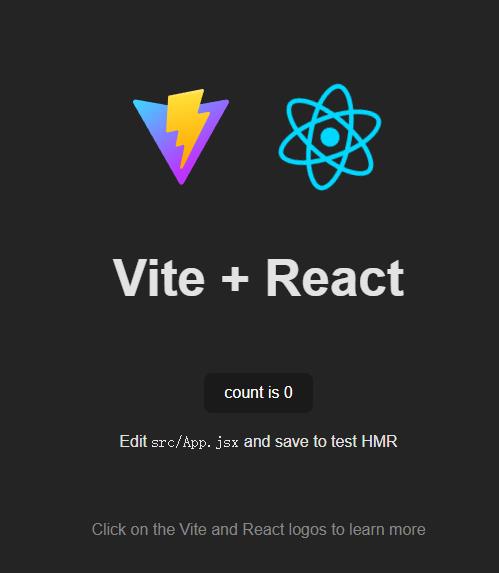 Vite + React
count is 0
Edit src/App.jsx and save to test HMR
Click on the Vite and React logos to learn more